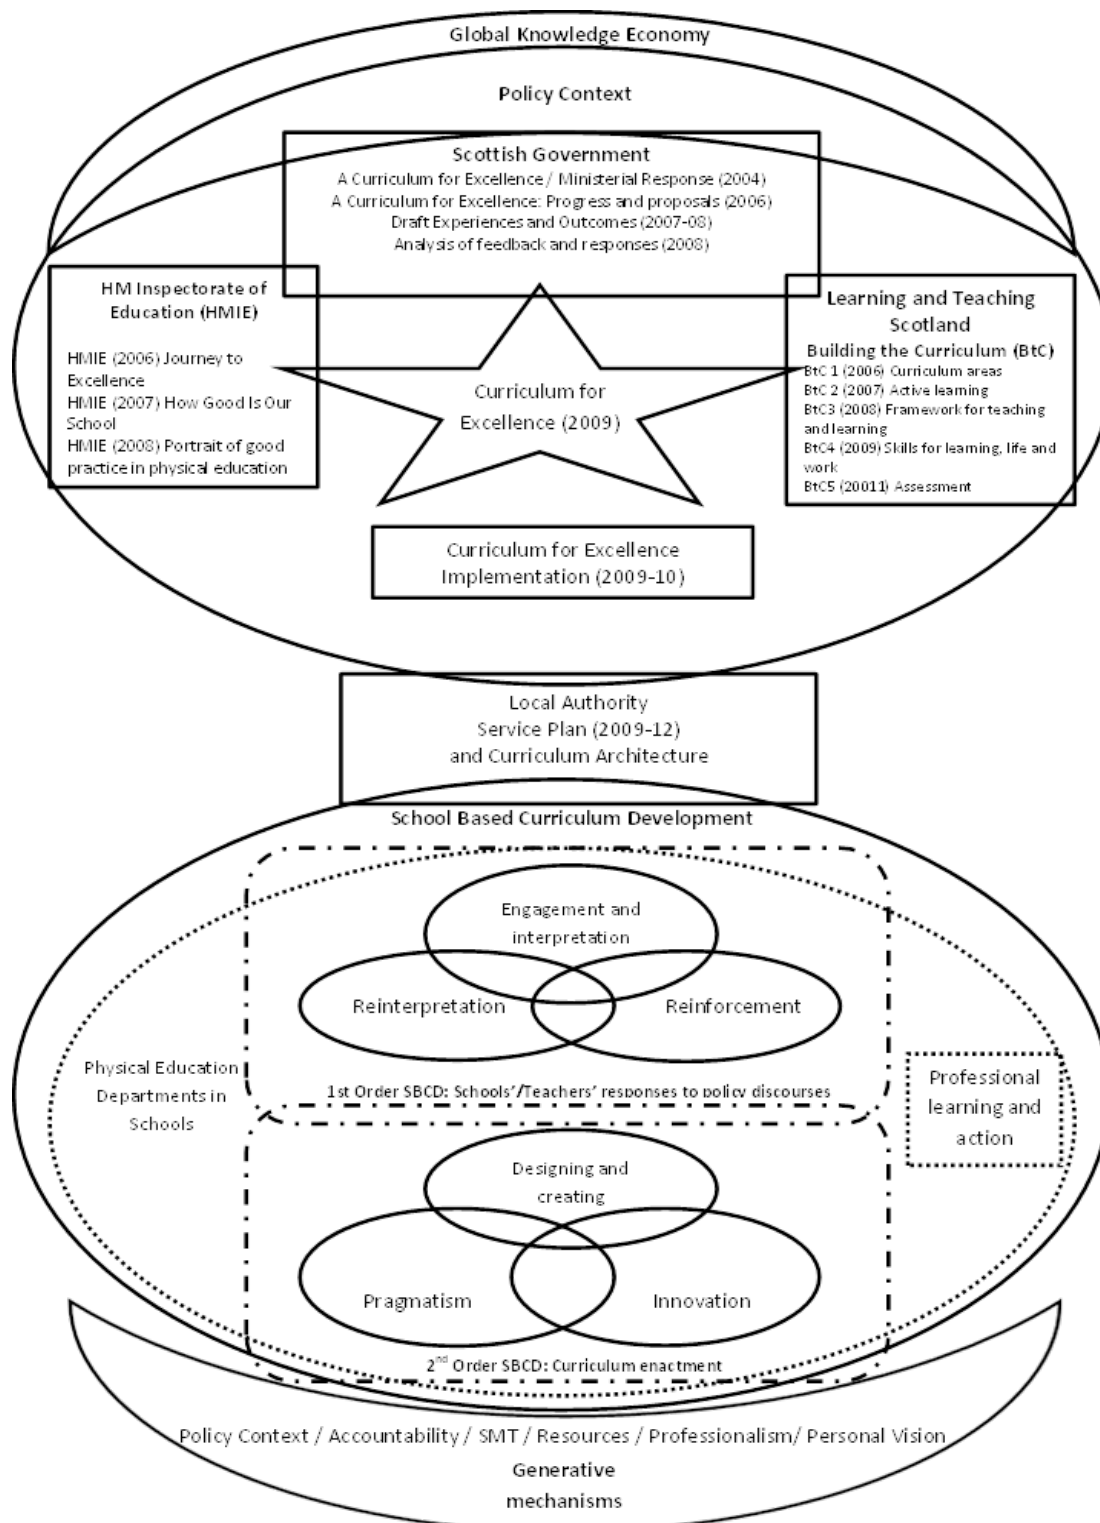 Global Knowledge Economy
Policy Context
Scottish Government
A Curriculum for Excellence / Ministerial Response (2004)
A Curriculum for Excellence: Progress and proposals (2006)
Draft Experiences and Outcomes (2007-08)
Analysis of feedback and responses (2008)
HM Inspectorate of
Education (HMIE)
HMIE (2006) Journey to
Excellence
HMIE (2007) How Good Is Our
School
HMIE (2008) Portrait of good
practice in physical education
Learning and Teaching
Scotland
Building the Curriculum (BtC)
BtC 1 (2006) Curriculum areas
BtC 2 (2007) Active learning
BtC3 (2008) Framework for teaching
and learning
BtC4 (2009) Skills for learning, life and
work
BtC5 (20011) Assessment
Curriculum for
Excellence (2009)
Curriculum for Excellence
Implementation (2009-10)
Local Authority
Service Plan (2009-12)
and Curriculum Architecture
School Based Curriculum Development
Engagement and
interpretation
Reinterpretation
Reinforcement
1st Order SBCD: Schools'/Teachers' responses to policy discourses
Physical Education
Departments in
Schools
Professional
learning and
action
Designing and
creating
Pragmatism
Innovation
2nd Order SBCD: Curriculum enactment
Policy Context / Accountability / SMT / Resources / Professionalism/ Personal Vision
Generative
mechanisms